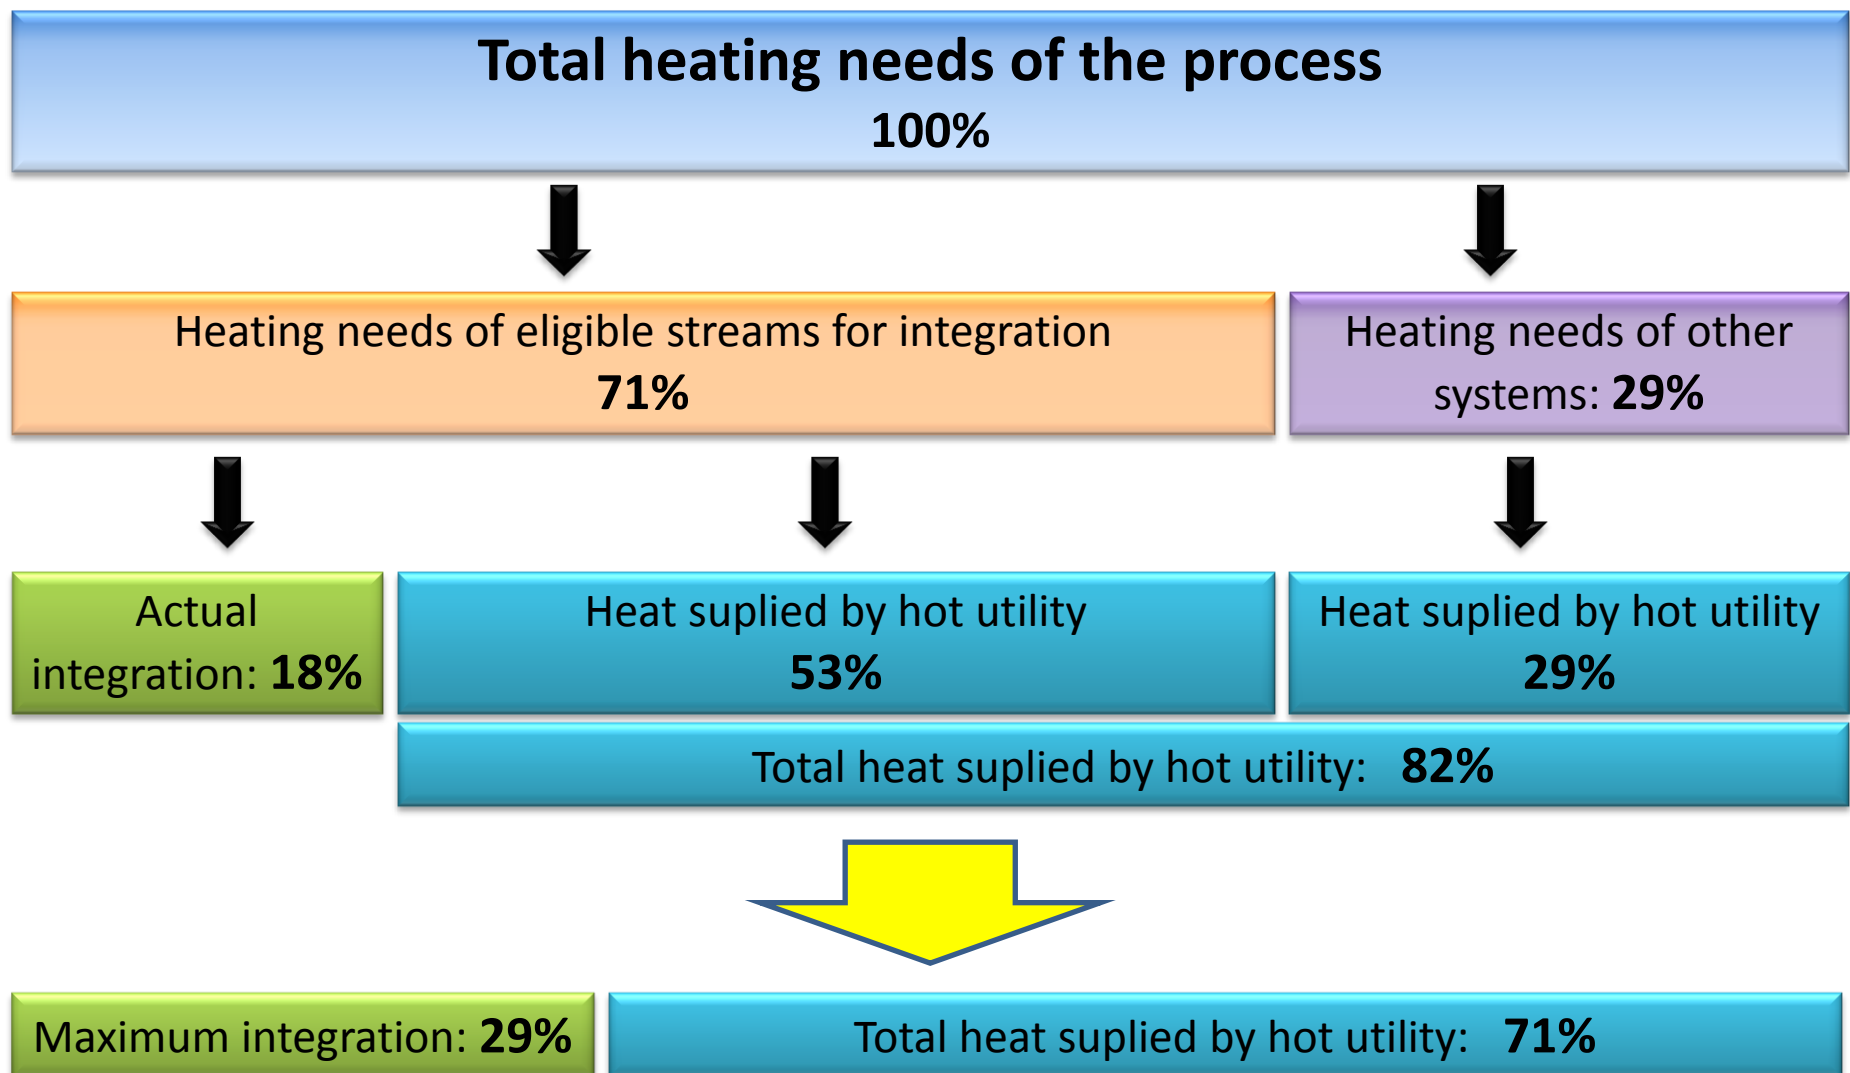 Total heating needs of the process
100%
Heating needs of eligible streams for integration
71%
Heating needs of other
systems: 29%
Actual
integration: 18%
Heat suplied by hot utility
53%
Heat suplied by hot utility
29%
Total heat suplied by hot utility: 82%
Maximum integration: 29%
Total heat suplied by hot utility: 71%